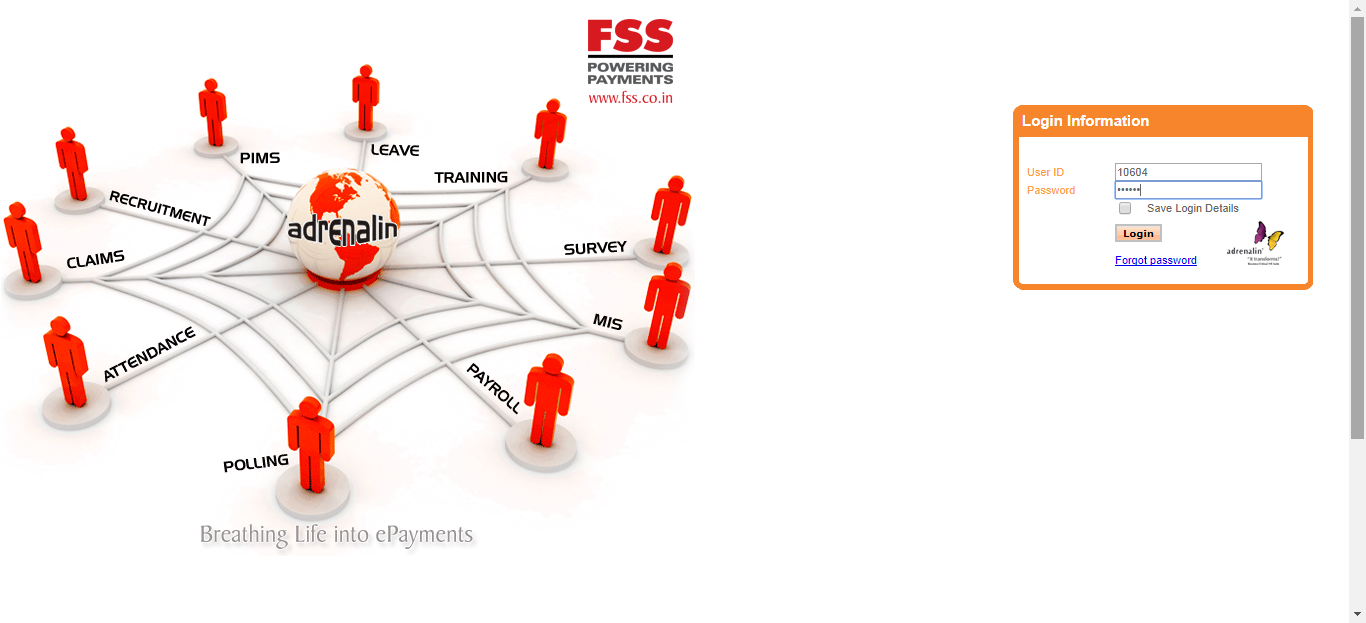 FSS
POWERING
PAYMENTS
www.fss.co.in
PIMS
LEAVE
TRAINING
RECRUITMENT
adrenalin
SURVEY
CLAIMS
MIS
ATTENDANCE
PAYROLL
POLLING
Breathing Life into ePayments
Login Information
User ID 10604
Password ••••••
Save Login Details
Login
Forgot password
adrenalin
"it transforms!"